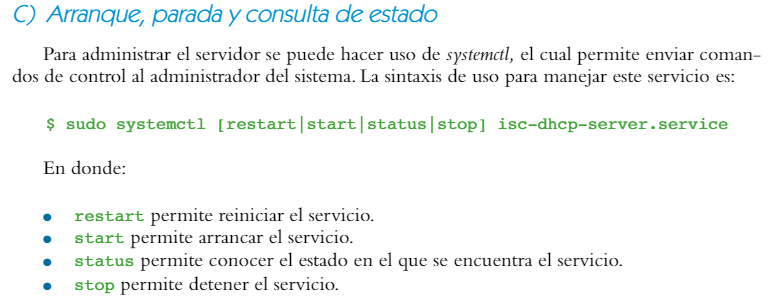 C) Arranque, parada y consulta de estado
Para administrar el servidor se puede hacer uso de systemctl, el cual permite enviar coman-
dos de control al administrador del sistema. La sintaxis de uso para manejar este servicio es:
$ sudo systemctl [restart|start|status|stop] isc-dhcp-server.service
En donde:
● restart permite reiniciar el servicio.
● start permite arrancar el servicio.
● status permite conocer el estado en el que se encuentra el servicio.
● stop permite detener el servicio.